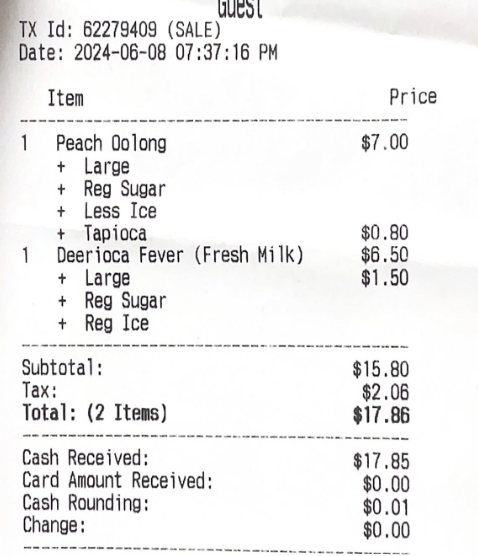 Guest
TX Id: 62279409 (SALE)
Date: 2024-06-08 07:37:16 PM
Item Price
1 Peach Oolong $7.00
+ Large
+ Reg Sugar
+ Less Ice
+ Tapioca $0.80
1 Deerioca Fever (Fresh Milk) $6.50
+ Large $1.50
+ Reg Sugar
+ Reg Ice
Subtotal: $15.80
Tax: $2.06
Total: (2 Items) $17.86
Cash Received: $17.85
Card Amount Received: $0.00
Cash Rounding: $0.01
Change: $0.00